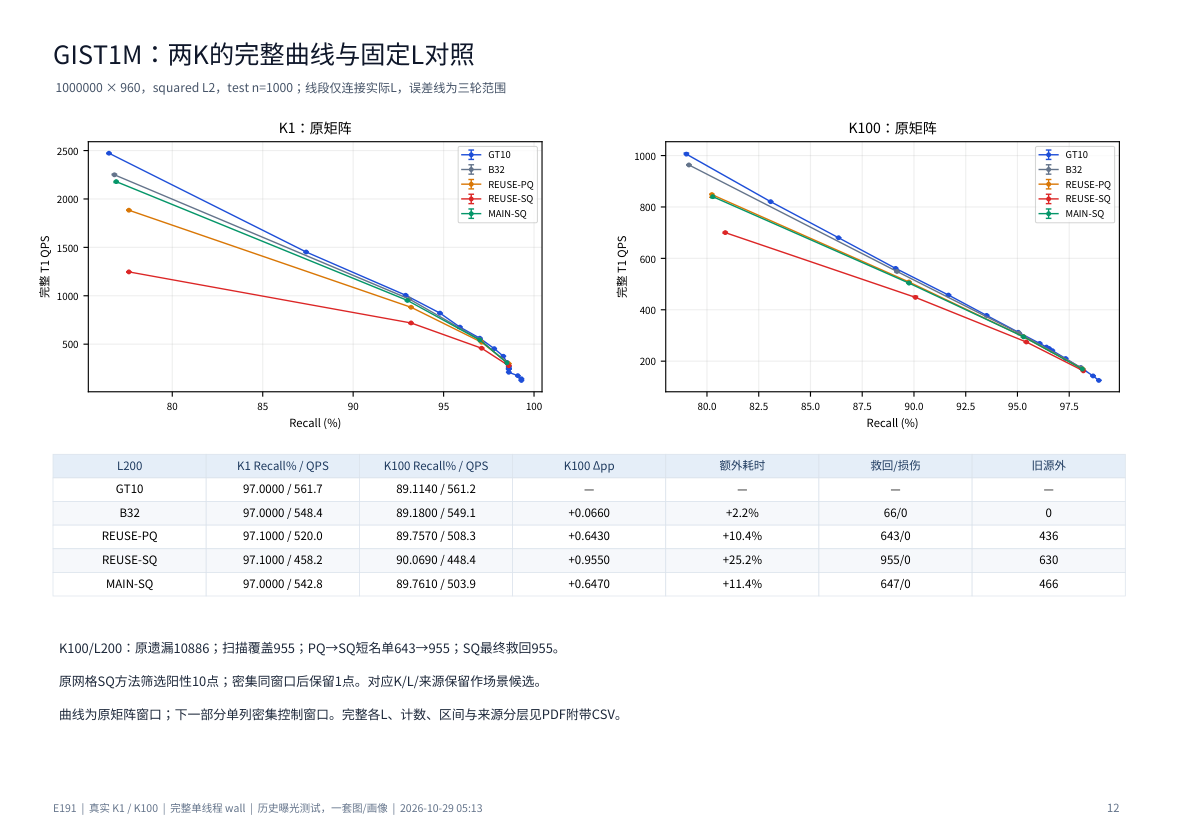 GIST1M：两K的完整曲线与固定L对照
1000000 × 960，squared L2，test n=1000；线段仅连接实际L，误差线为三轮范围
K1：原矩阵
2500
2000
1500
1000
500
80
85
90
95
100
完整 T1 QPS
Recall (%)
GT10
B32
REUSE-PQ
REUSE-SQ
MAIN-SQ
K100：原矩阵
1000
800
600
400
200
80.0
82.5
85.0
87.5
90.0
92.5
95.0
97.5
完整 T1 QPS
Recall (%)
GT10
B32
REUSE-PQ
REUSE-SQ
MAIN-SQ
L200 K1 Recall% / QPS K100 Recall% / QPS K100 Δpp 额外耗时 救回/损伤 旧源外
GT10 97.0000 / 561.7 89.1140 / 561.2 — — — —
B32 97.0000 / 548.4 89.1800 / 549.1 +0.0660 +2.2% 66/0 0
REUSE-PQ 97.1000 / 520.0 89.7570 / 508.3 +0.6430 +10.4% 643/0 436
REUSE-SQ 97.1000 / 458.2 90.0690 / 448.4 +0.9550 +25.2% 955/0 630
MAIN-SQ 97.0000 / 542.8 89.7610 / 503.9 +0.6470 +11.4% 647/0 466
K100/L200：原遗漏10886；扫描覆盖955；PQ→SQ短名单643→955；SQ最终救回955。
原网格SQ方法筛选阳性10点；密集同窗口后保留1点。对应K/L/来源保留作场景候选。
曲线为原矩阵窗口；下一部分单列密集控制窗口。完整各L、计数、区间与来源分层见PDF附带CSV。
E191 | 真实 K1 / K100 | 完整单线程 wall | 历史曝光测试，一套图/画像 | 2026-10-29 05:13
12